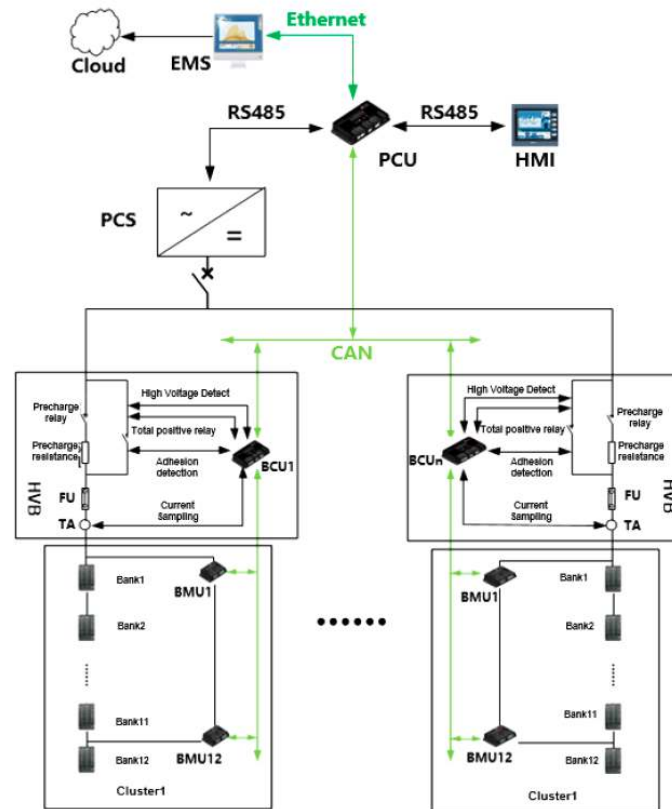 Ethernet
Cloud
EMS
RS485
RS485
PCU
HMI
PCS
~
=
CAN
High Voltage Detect
Precharge
relay
Total positive relay
Precharge
resistance
BCU1
Adhesion
detection
HVB
FU
Current
Sampling
TA
High Voltage Detect
Precharge
relay
Total positive relay
Precharge
resistance
BCUn
Adhesion
detection
HVB
FU
Current
Sampling
TA
Bank1
BMU1
Bank2
Bank11
Bank12
BMU12
Cluster1
BMU1
Bank1
Bank2
Bank11
BMU12
Bank12
Cluster1